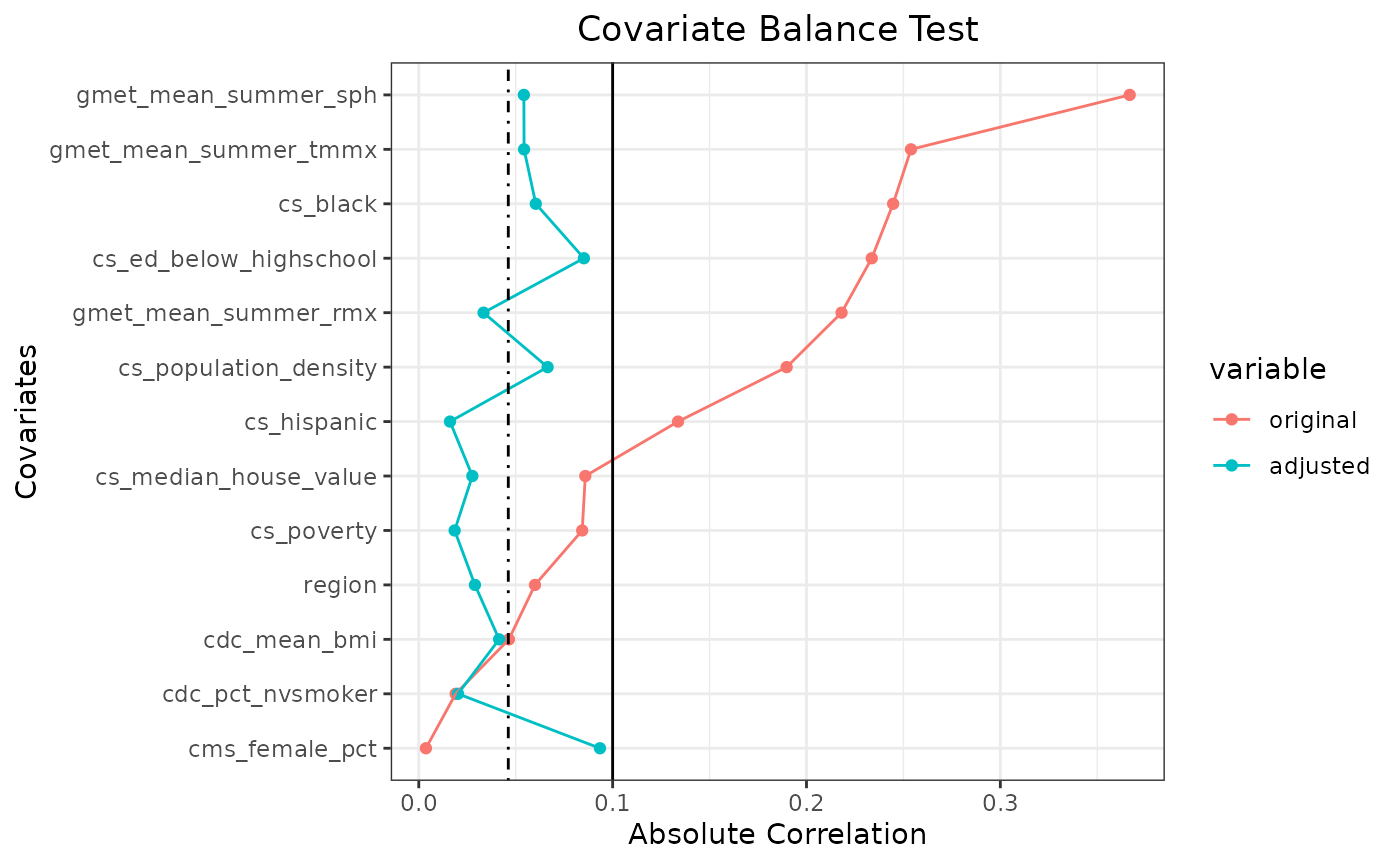 Covariate Balance Test
Covariates
gmet_mean_summer_sph
gmet_mean_summer_tmmx
cs_black
cs_ed_below_highschool
gmet_mean_summer_rmx
cs_population_density
cs_hispanic
cs_median_house_value
cs_poverty
region
cdc_mean_bmi
cdc_pct_nvsmoker
cms_female_pct
0.0 0.1 0.2 0.3
Absolute Correlation
variable
original
adjusted